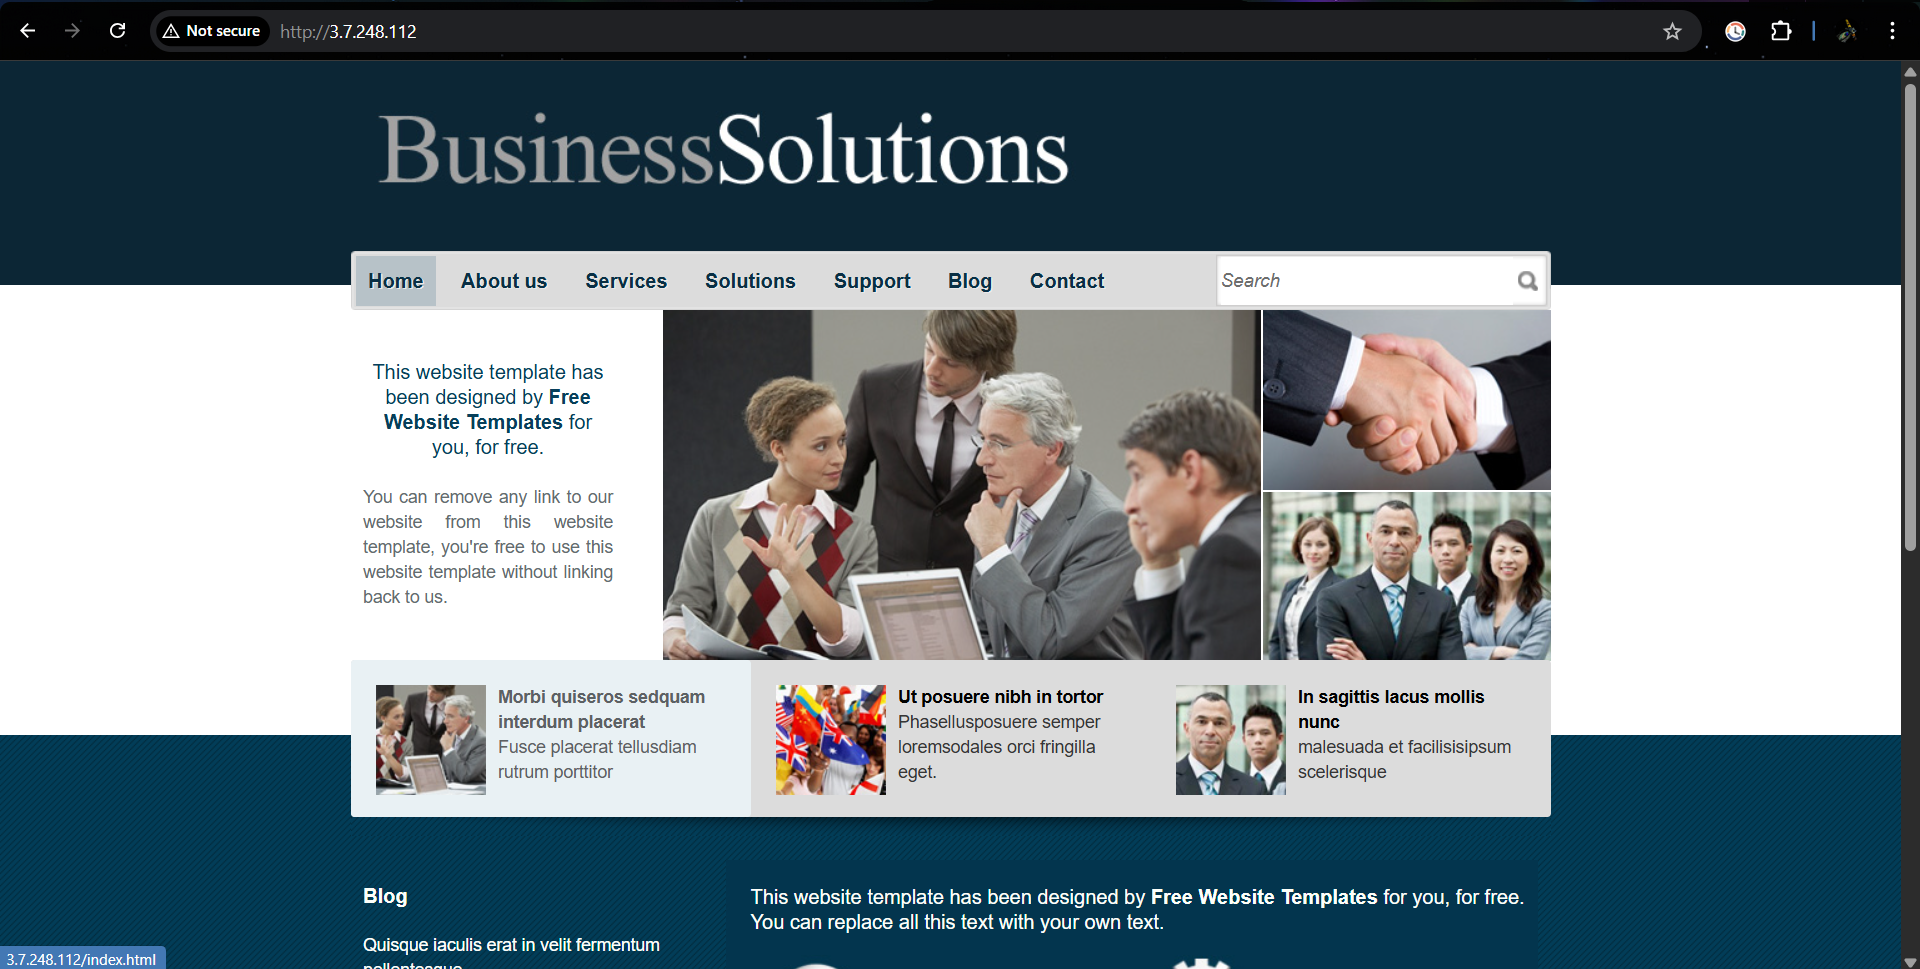 Not secure
http://3.7.248.112
BusinessSolutions
Home
About us
Services
Solutions
Support
Blog
Contact
Search
This website template has
been designed by Free
Website Templates for
you, for free.
You can remove any link to our
website from this website
template, you're free to use this
website template without linking
back to us.
Morbi quiseros sedquam
interdum placerat
Fusce placerat tellusdiam
rutrum porttitor
Ut posuere nibh in tortor
Phasellusposuere semper
loremsodales orci fringilla
eget.
In sagittis lacus mollis
nunc
malesuada et facilisisipsum
scelerisque
Blog
Quisque iaculis erat in velit fermentum
This website template has been designed by Free Website Templates for you, for free.
You can replace all this text with your own text.
3.7.248.112/index.html